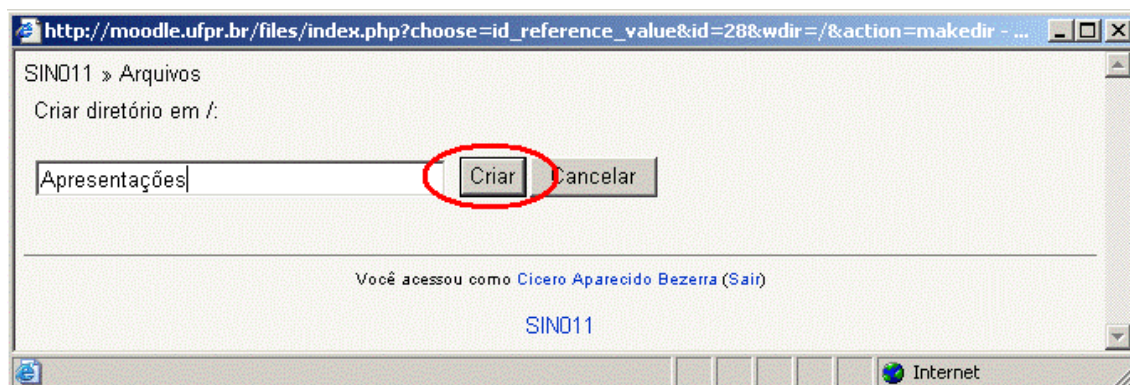 http://moodle.ufpr.br/files/index.php?choose=id_reference_value&id=28&wdir=/&action=makedir - ...
SIN011 » Arquivos
Criar diretório em /:
Apresentações
Criar
Cancelar
Você acessou como Cicero Aparecido Bezerra (Sair)
SIN011
Internet